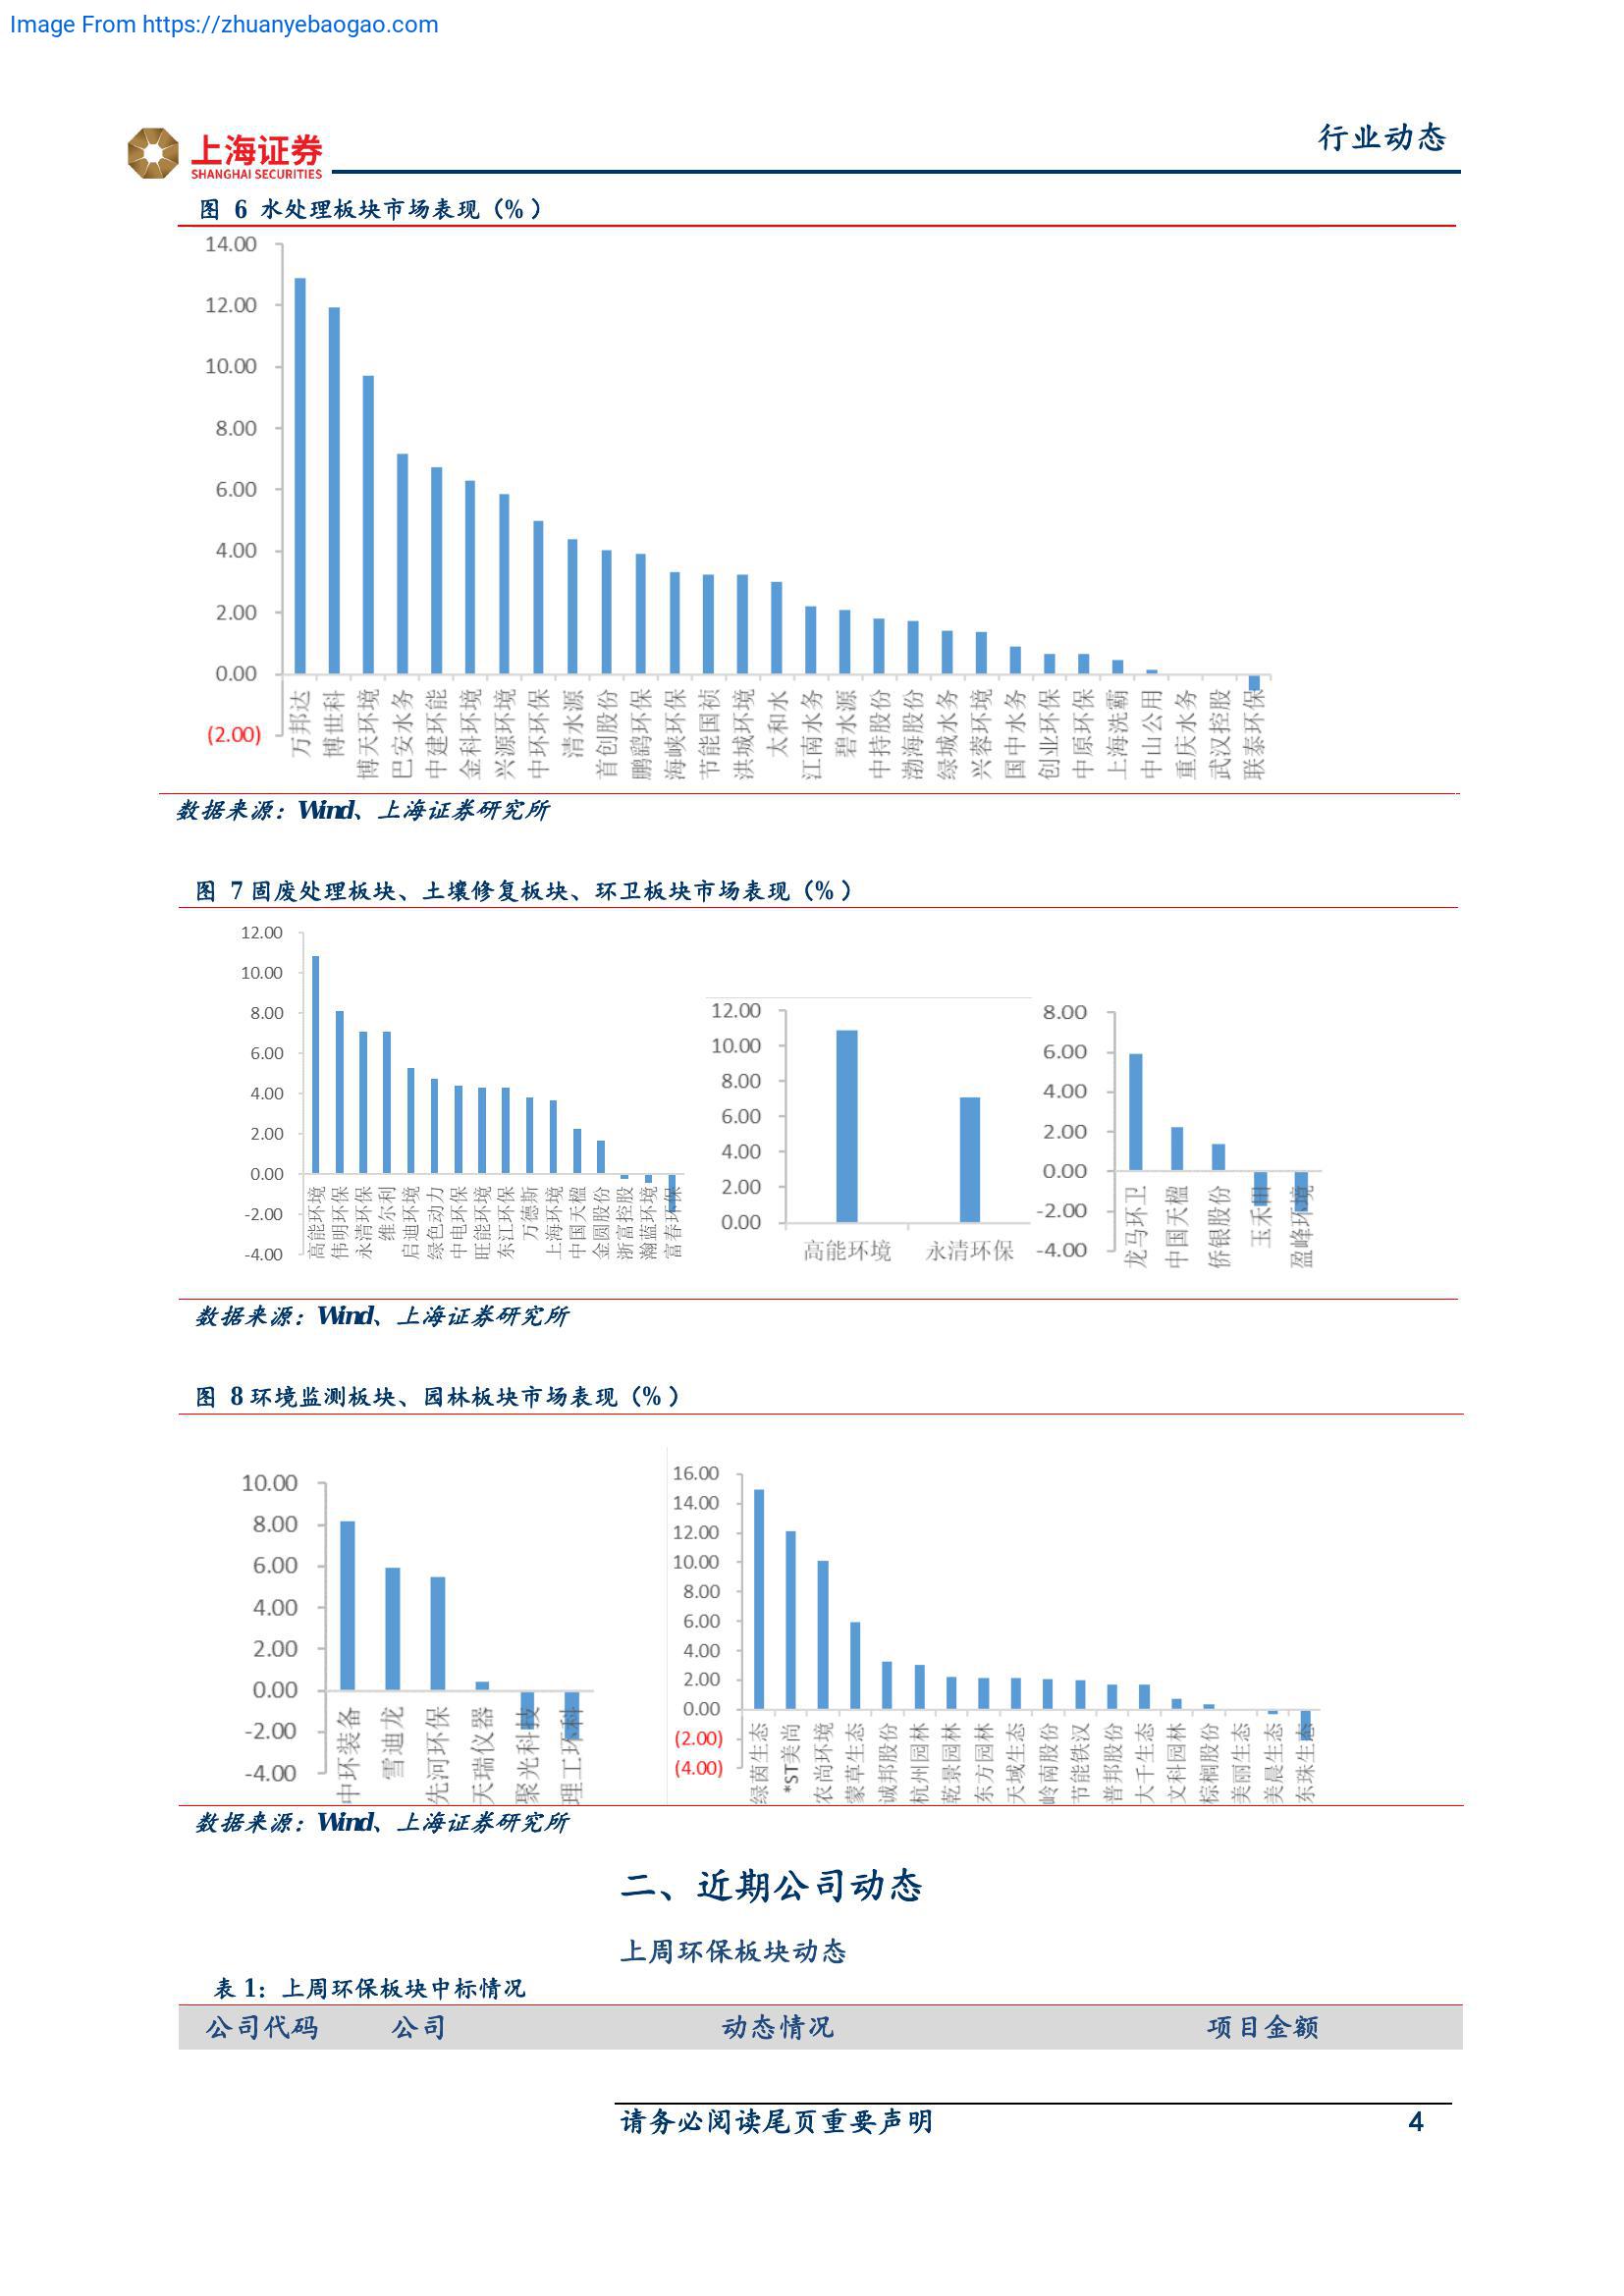 Image From https://zhuanyebaogao.com
上海证券
SHANGHAI SECURITIES
行业动态
图 6 水处理板块市场表现（%）
14.00
12.00
10.00
8.00
6.00
4.00
2.00
0.00
(2.00)
万邦达
博世科
博天环境
巴安水务
中建环能
金科环境
兴源环境
中环环保
清水源
首创股份
鹏鹞环保
海峡环保
节能国祯
洪城环境
太和水
江南水务
碧水源
中持股份
渤海股份
绿城水务
兴蓉环境
国中水务
创业环保
中原环保
上海洗霸
中山公用
重庆水务
武汉控股
联泰环保
数据来源：Wind、上海证券研究所
图 7 固废处理板块、土壤修复板块、环卫板块市场表现（%）
12.00
10.00
8.00
6.00
4.00
2.00
0.00
-2.00
-4.00
高能环境
伟明环保
永清环保
维尔利
启迪环境
绿色动力
中电环保
旺能环境
东江环保
万德斯
上海环境
中国天楹
金圆股份
浙富控股
瀚蓝环境
富春环保
12.00
10.00
8.00
6.00
4.00
2.00
0.00
高能环境
永清环保
8.00
6.00
4.00
2.00
0.00
-2.00
-4.00
龙马环卫
中国天楹
侨银股份
玉禾田
盈峰环境
数据来源：Wind、上海证券研究所
图 8 环境监测板块、园林板块市场表现（%）
10.00
8.00
6.00
4.00
2.00
0.00
-2.00
-4.00
中环装备
雪迪龙
先河环保
天瑞仪器
聚光科技
理工环科
16.00
14.00
12.00
10.00
8.00
6.00
4.00
2.00
0.00
(2.00)
(4.00)
绿茵生态
*ST美尚
农尚环境
蒙草生态
诚邦股份
杭州园林
乾景园林
东方园林
天域生态
岭南股份
节能铁汉
普邦股份
大千生态
文科园林
棕榈股份
美丽生态
美晨生态
东珠生态
数据来源：Wind、上海证券研究所
二、近期公司动态
上周环保板块动态
表 1：上周环保板块中标情况
公司代码 公司 动态情况 项目金额
请务必阅读尾页重要声明 4